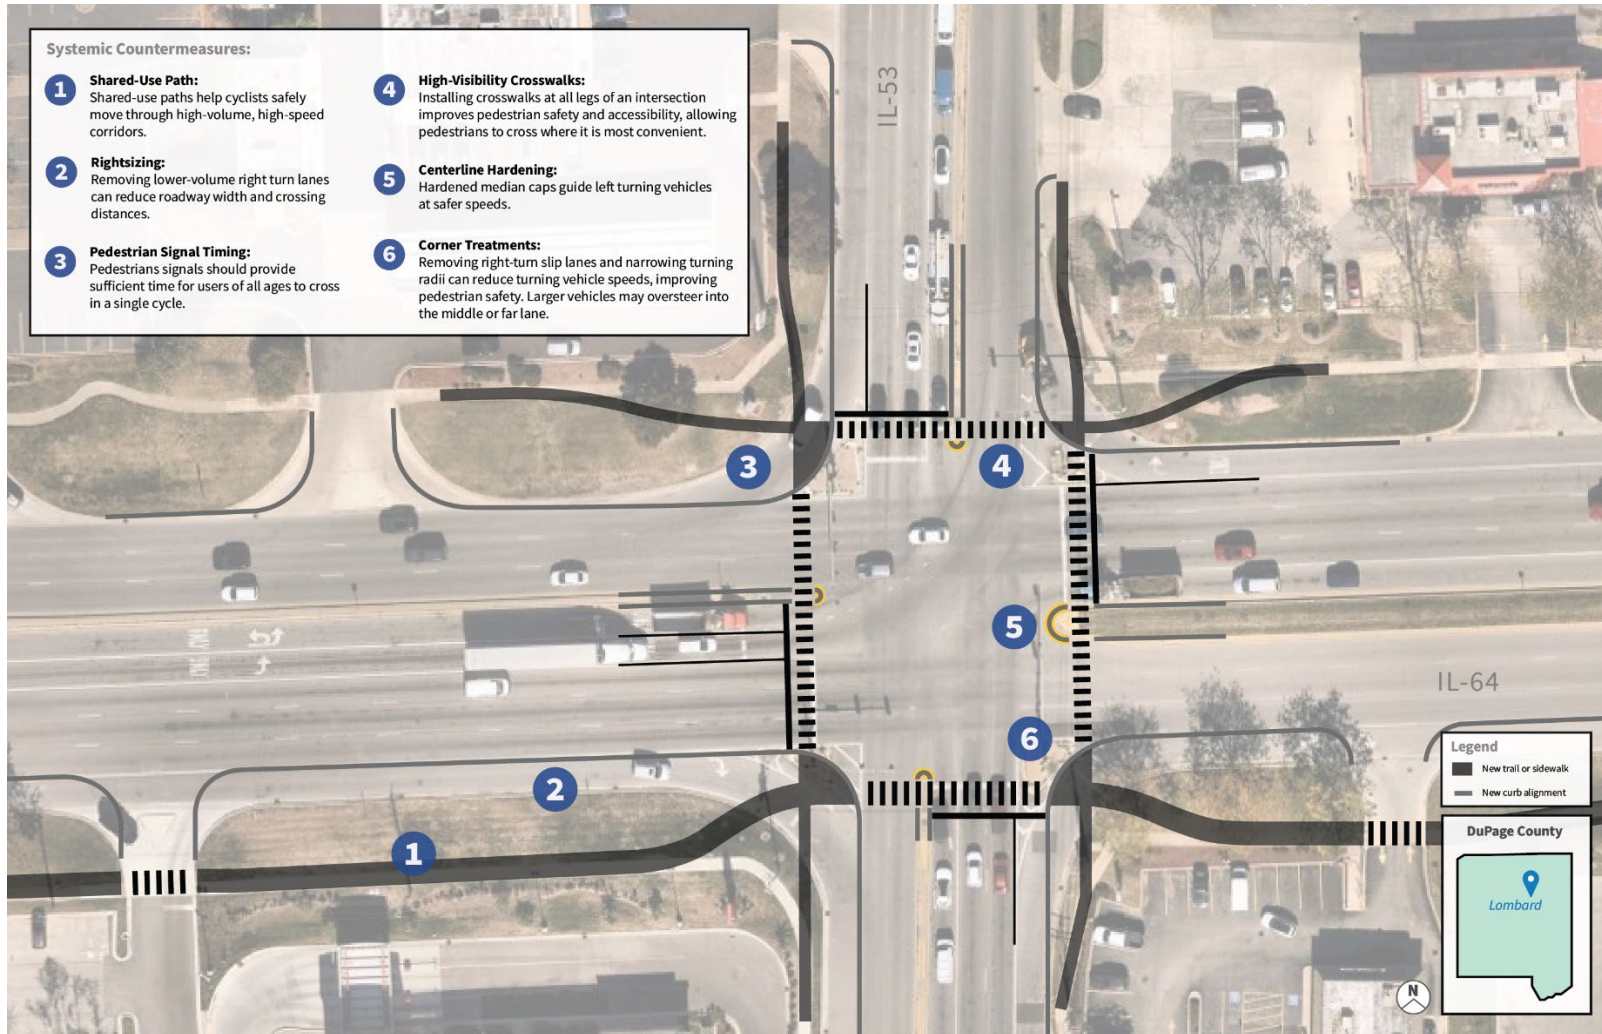 Systemic Countermeasures:
1
Shared-Use Path:
Shared-use paths help cyclists safely
move through high-volume, high-speed
corridors.
2
Rightsizing:
Removing lower-volume right turn lanes
can reduce roadway width and crossing
distances.
3
Pedestrian Signal Timing:
Pedestrians signals should provide
sufficient time for users of all ages to cross
in a single cycle.
4
High-Visibility Crosswalks:
Installing crosswalks at all legs of an intersection
improves pedestrian safety and accessibility, allowing
pedestrians to cross where it is most convenient.
5
Centerline Hardening:
Hardened median caps guide left turning vehicles
at safer speeds.
6
Corner Treatments:
Removing right-turn slip lanes and narrowing turning
radii can reduce turning vehicle speeds, improving
pedestrian safety. Larger vehicles may oversteer into
the middle or far lane.
IL-53
3
4
5
IL-64
6
2
1
Legend
New trail or sidewalk
New curb alignment
DuPage County
Lombard
N